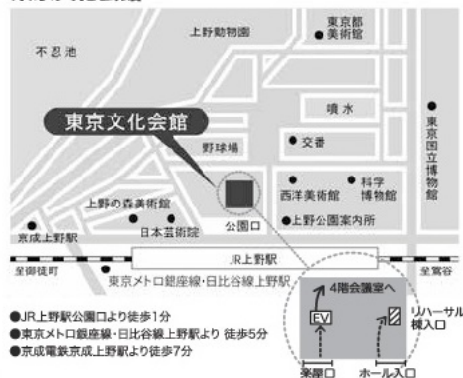 上野動物園
東京都
美術館
不忍池
噴水
東京文化会館
野球場
交番
東京国立博物館
上野の森美術館
西洋美術館
科学
博物館
京成上野駅
日本芸術院
公園口
上野公園案内所
JR上野駅
至御徒町
至鶯谷
東京メトロ銀座線・日比谷線上野駅
4階会議室へ
EV
リハーサル
棟入口
●JR上野駅公園口より徒歩1分
●東京メトロ銀座線・日比谷線上野駅より 徒歩5分
●京成電鉄京成上野駅より徒歩7分
楽屋口
ホール入口